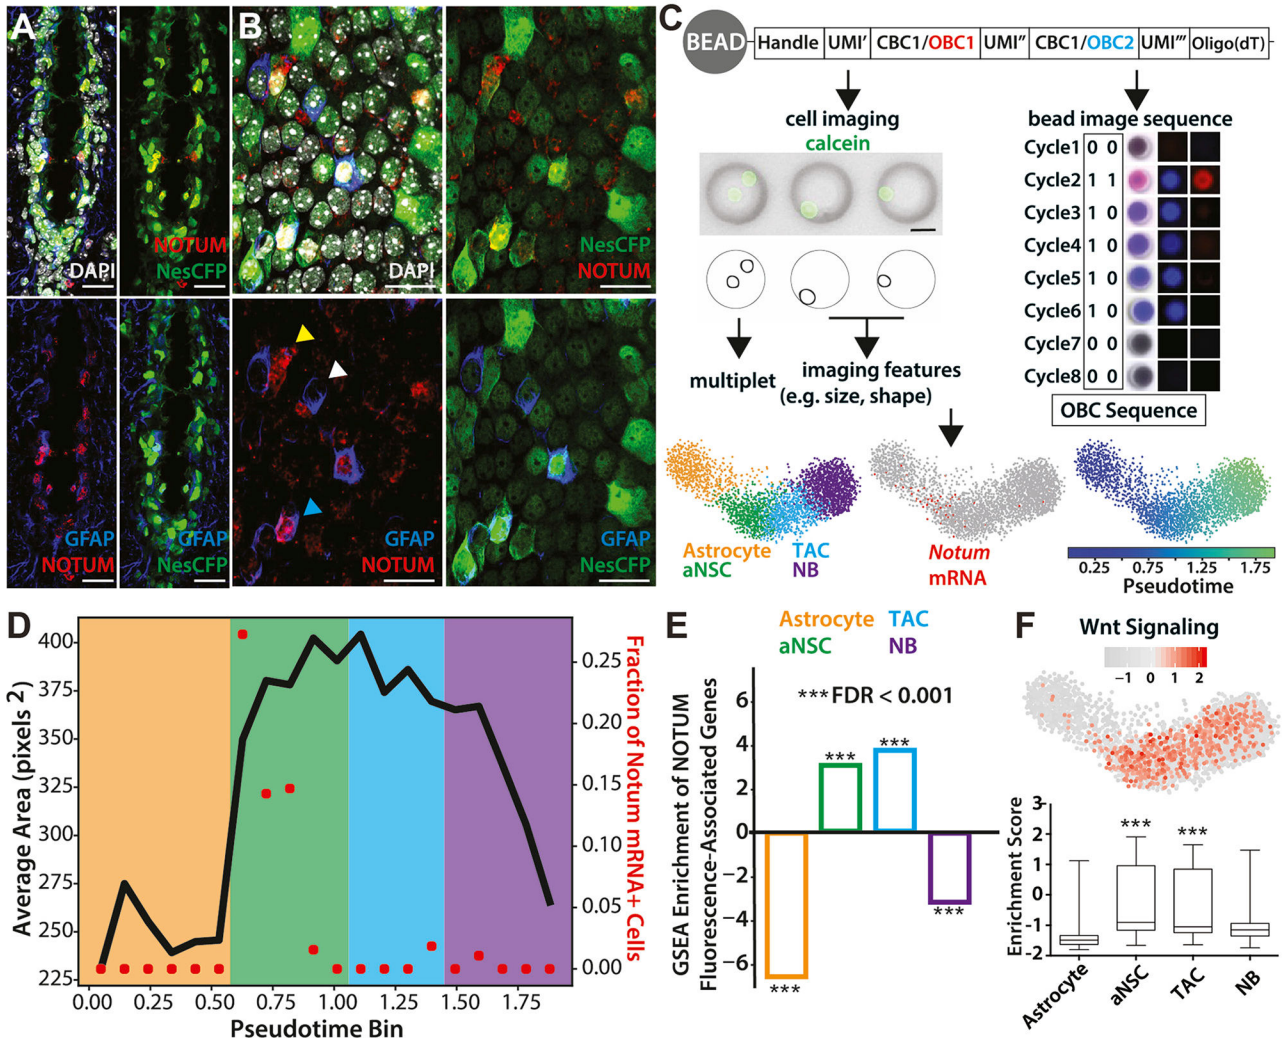 A
DAPI
NOTUM
NesCFP
GFAP
NOTUM
GFAP
NesCFP
B
DAPI
NesCFP
NOTUM
GFAP
NOTUM
GFAP
NesCFP
C
BEAD
Handle
UMI'
CBC1/OBC1
UMI"
CBC1/OBC2
UMI'"
Oligo(dT)
cell imaging
calcein
multiplet
imaging features
(e.g. size, shape)
bead image sequence
Cycle1 0 0
Cycle2 1 1
Cycle3 1 0
Cycle4 1 0
Cycle5 1 0
Cycle6 1 0
Cycle7 0 0
Cycle8 0 0
OBC Sequence
Astrocyte TAC
aNSC NB
Notum
mRNA
0.25 0.75 1.25 1.75
Pseudotime
D
Average Area (pixels 2)
400
375
350
325
300
275
250
225
0.00 0.25 0.50 0.75 1.00 1.25 1.50 1.75
Pseudotime Bin
0.25
0.20
0.15
0.10
0.05
0.00
Fraction of Notum mRNA+ Cells
E
Astrocyte TAC
aNSC NB
GSEA Enrichment of NOTUM
Fluorescence-Associated Genes
***FDR < 0.001
6
4
2
0
−2
−4
−6
***
***
***
***
F
Wnt Signaling
−1 0 1 2
Enrichment Score
3
2
1
0
-1
-2
***
***
Astrocyte
aNSC
TAC
NB